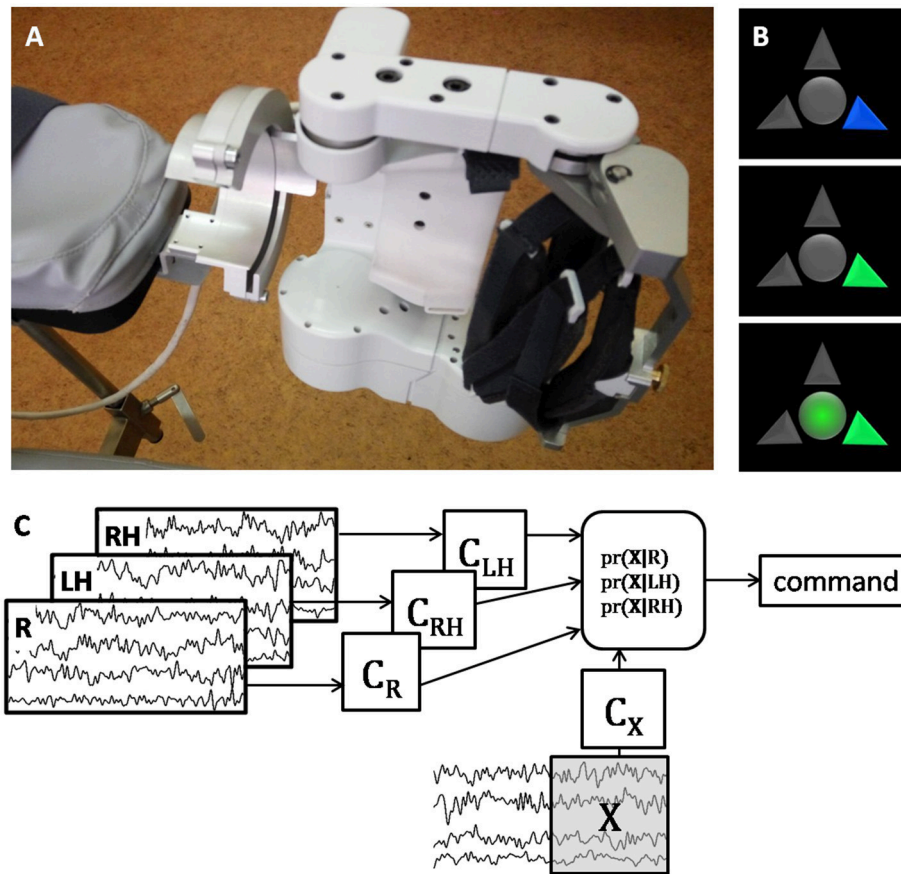 A
B
C
RH
LH
R
C_LH
C_RH
C_R
pr(X|R)
pr(X|LH)
pr(X|RH)
command
C_X
X